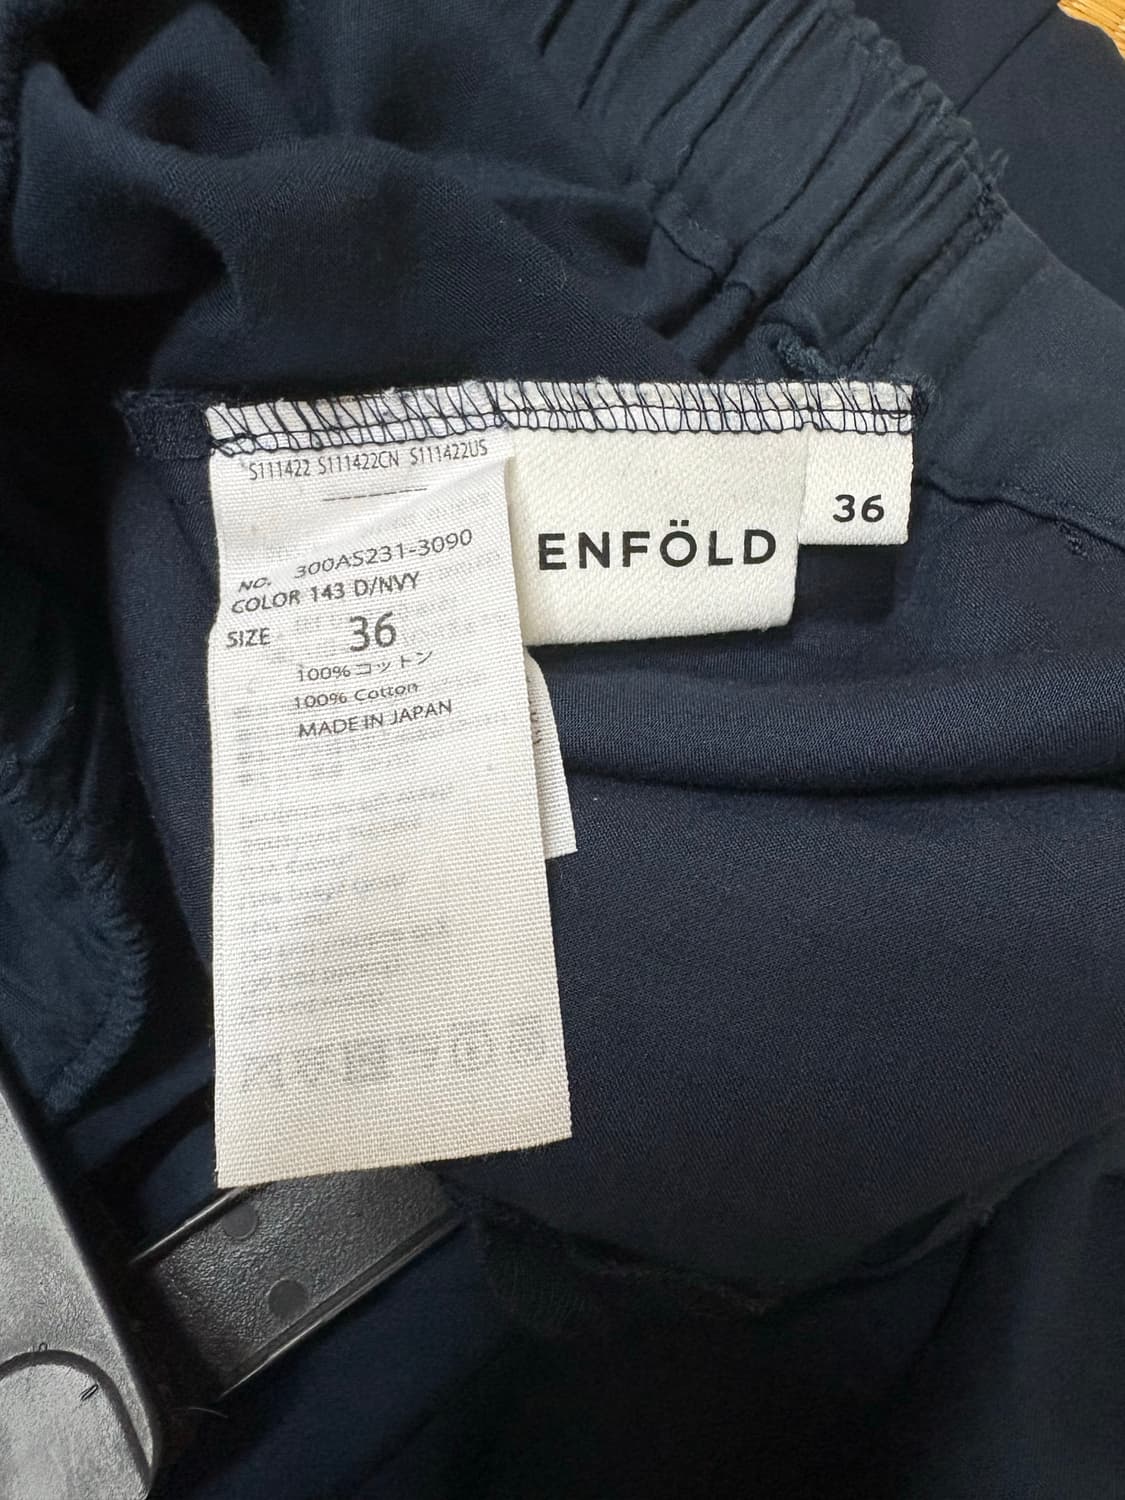 S111422 S111422CN S111422US
NO. 300AS231-3090
COLOR 143 D/NVY
SIZE 36
100%コットン
100% Cotton
MADE IN JAPAN
ENFÖLD
36